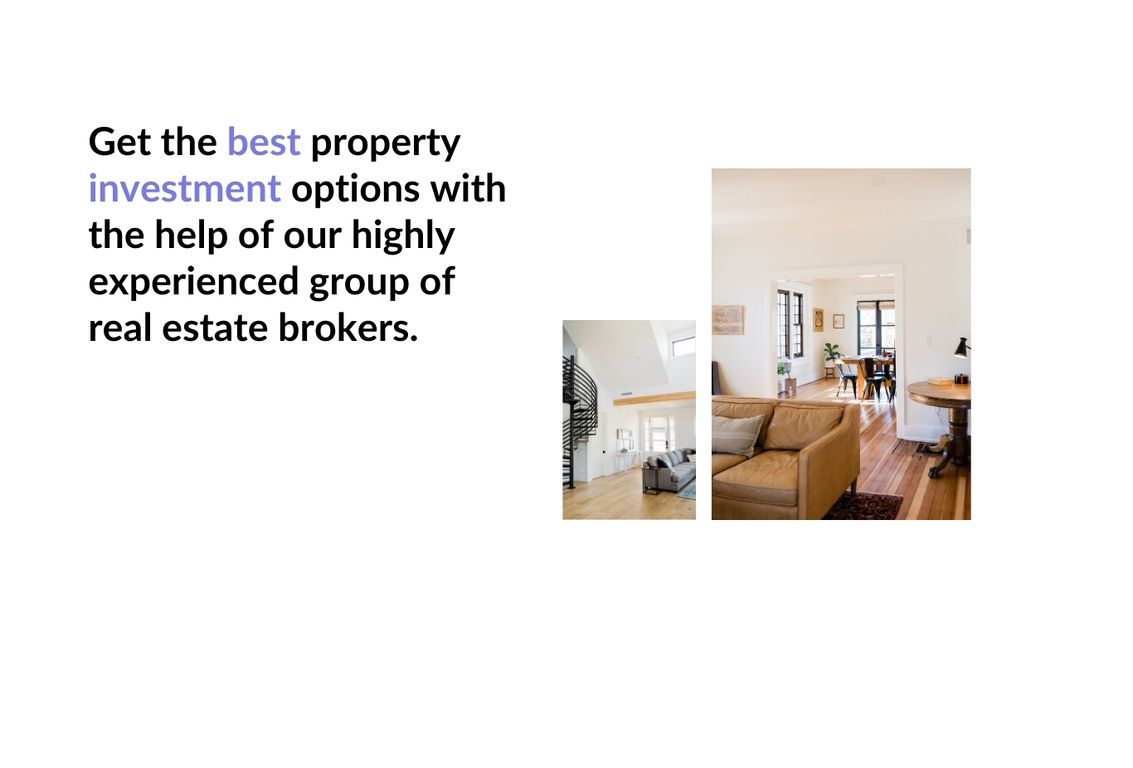 Get the best property
investment options with
the help of our highly
experienced group of
real estate brokers.